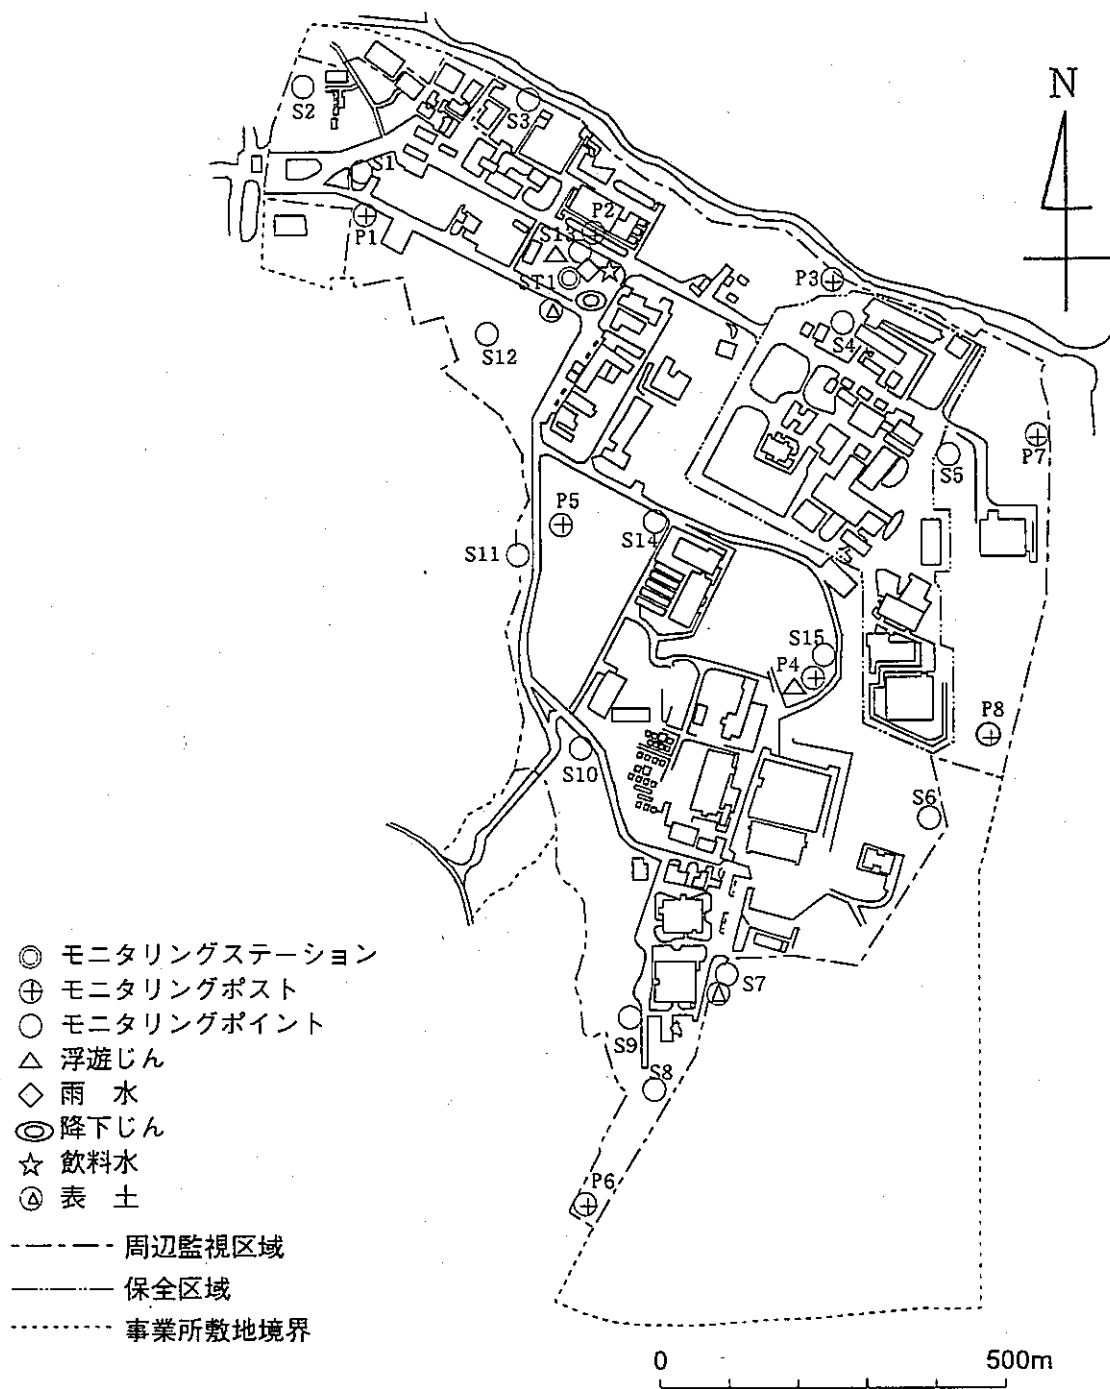 N
S2
S3
S1
P1
P2
S13
ST1
P3
S4
S12
P7
S5
P5
S14
S11
S15
P4
P8
S10
S6
S7
S9
S8
P6
モニタリングステーション
モニタリングポスト
モニタリングポイント
浮遊じん
雨 水
降下じん
飲料水
表 土
周辺監視区域
保全区域
事業所敷地境界
0 500m